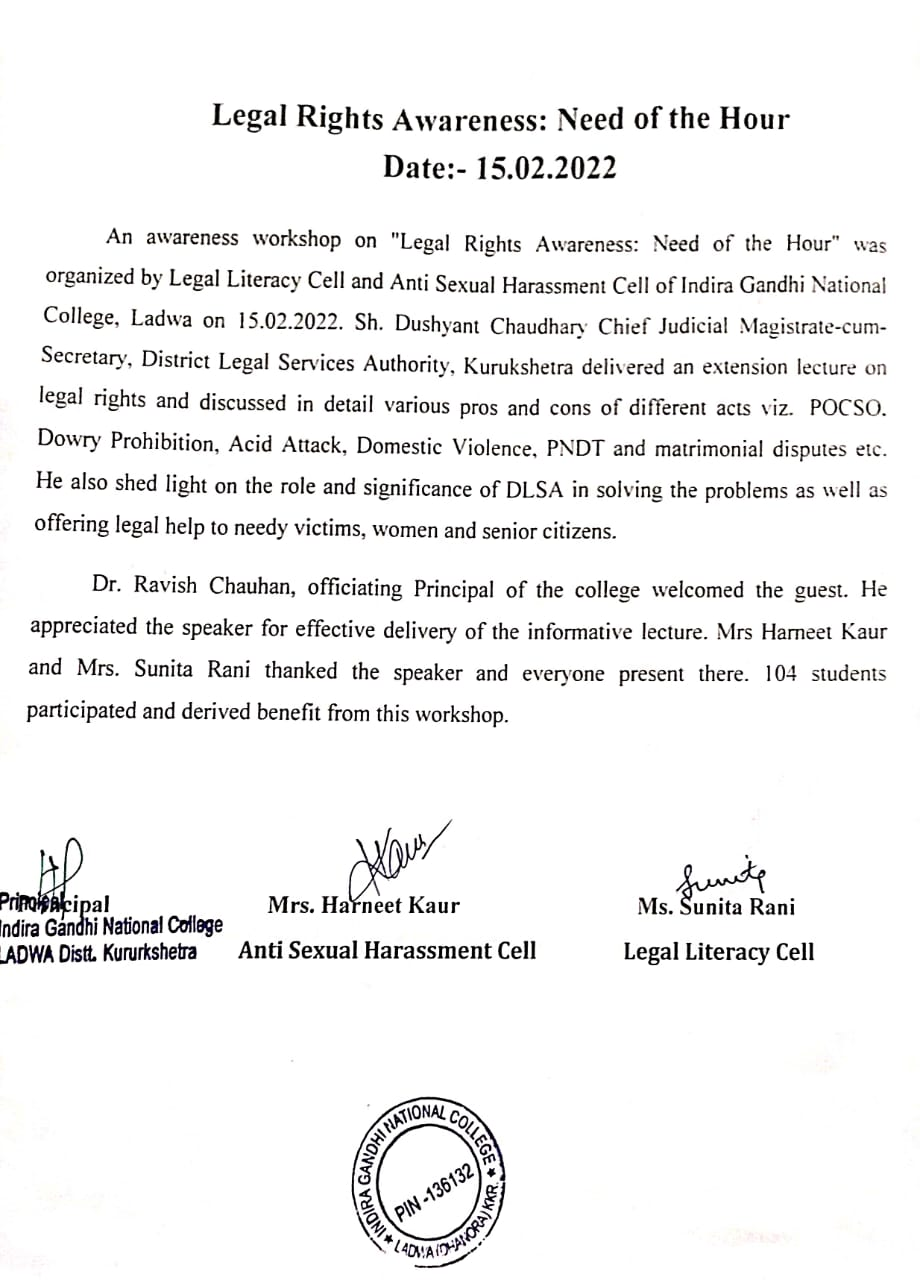 Legal Rights Awareness: Need of the Hour
Date:- 15.02.2022
An awareness workshop on "Legal Rights Awareness: Need of the Hour" was
organized by Legal Literacy Cell and Anti Sexual Harassment Cell of Indira Gandhi National
College, Ladwa on 15.02.2022. Sh. Dushyant Chaudhary Chief Judicial Magistrate-cum-
Secretary, District Legal Services Authority, Kurukshetra delivered an extension lecture on
legal rights and discussed in detail various pros and cons of different acts viz. POCSO.
Dowry Prohibition, Acid Attack, Domestic Violence, PNDT and matrimonial disputes etc.
He also shed light on the role and significance of DLSA in solving the problems as well as
offering legal help to needy victims, women and senior citizens.
Dr. Ravish Chauhan, officiating Principal of the college welcomed the guest. He
appreciated the speaker for effective delivery of the informative lecture. Mrs Harneet Kaur
and Mrs. Sunita Rani thanked the speaker and everyone present there. 104 students
participated and derived benefit from this workshop.
HKaur
Sunita
Principal
Mrs. Harneet Kaur
Ms. Sunita Rani
Indira Gandhi National College
LADWA Distt. Kururkshetra
Anti Sexual Harassment Cell
Legal Literacy Cell
INDIRA GANDHI NATIONAL COLLEGE
PIN-136132
LADWA (DHANORA) KKR.